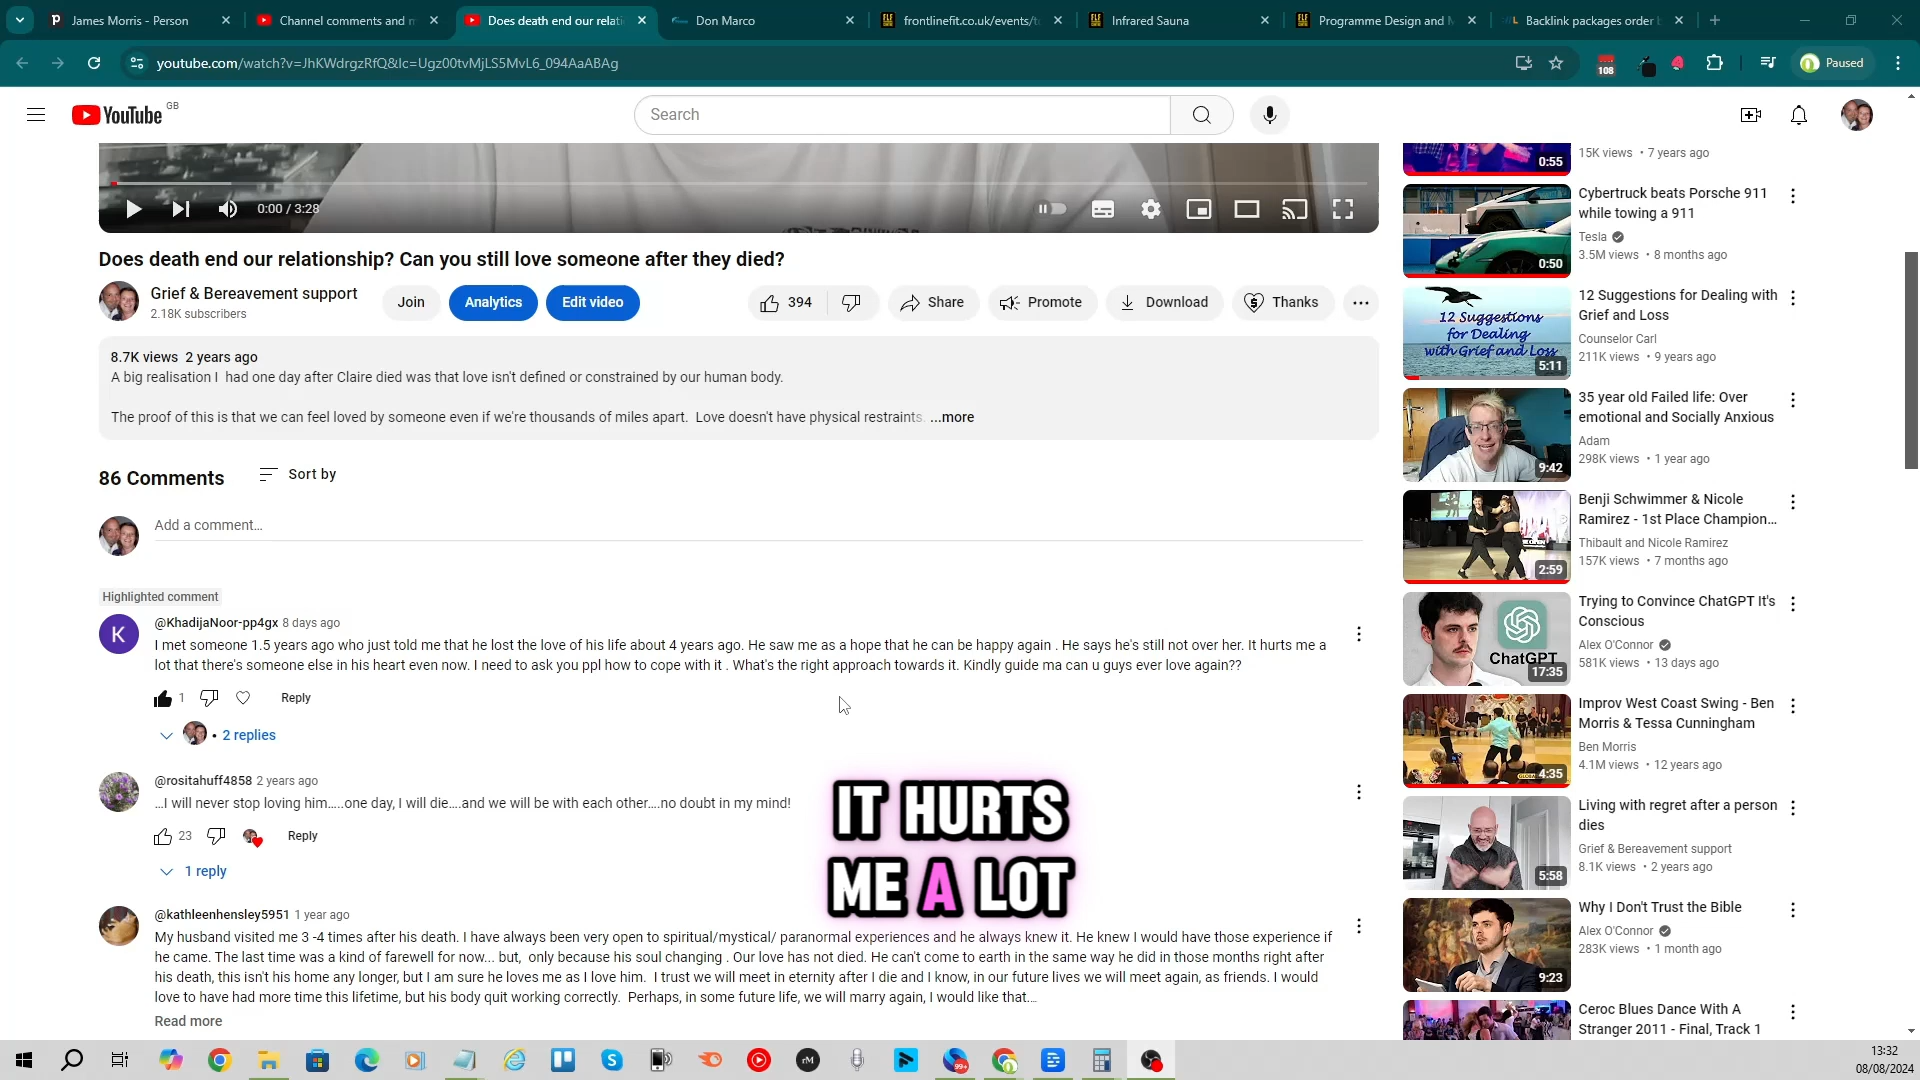 James Morris - Person
Channel comments and m
Does death end our relati
Don Marco
frontlinefit.co.uk/events/t
Infrared Sauna
Programme Design and
Backlink packages order
youtube.com/watch?v=JhKWdrgzRfQ&lc=Ugz00tvMjLS5MvL6_094AaABAg
108
Paused
YouTube GB
Search
0:00 / 3:28
Does death end our relationship? Can you still love someone after they died?
Grief & Bereavement support
2.18K subscribers
Join
Analytics
Edit video
394
Share
Promote
Download
Thanks
8.7K views 2 years ago
A big realisation I had one day after Claire died was that love isn't defined or constrained by our human body.
The proof of this is that we can feel loved by someone even if we're thousands of miles apart. Love doesn't have physical restraints. ...more
86 Comments
Sort by
Add a comment...
Highlighted comment
K
@KhadijaNoor-pp4gx 8 days ago
I met someone 1.5 years ago who just told me that he lost the love of his life about 4 years ago. He saw me as a hope that he can be happy again . He says he's still not over her. It hurts me a
lot that there's someone else in his heart even now. I need to ask you ppl how to cope with it . What's the right approach towards it. Kindly guide ma can u guys ever love again??
1
Reply
2 replies
@rositahuff4858 2 years ago
...I will never stop loving him.....one day, I will die....and we will be with each other....no doubt in my mind!
23
Reply
1 reply
IT HURTS
ME A LOT
@kathleenhensley5951 1 year ago
My husband visited me 3 -4 times after his death. I have always been very open to spiritual/mystical/ paranormal experiences and he always knew it. He knew I would have those experience if
he came. The last time was a kind of farewell for now... but, only because his soul changing . Our love has not died. He can't come to earth in the same way he did in those months right after
his death, this isn't his home any longer, but I am sure he loves me as I love him. I trust we will meet in eternity after I die and I know, in our future lives we will meet again, as friends. I would
love to have had more time this lifetime, but his body quit working correctly. Perhaps, in some future life, we will marry again, I would like that...
Read more
0:55
15K views • 7 years ago
0:50
Cybertruck beats Porsche 911
while towing a 911
Tesla
3.5M views • 8 months ago
12 Suggestions
for Dealing
with Grief and Loss
5:11
12 Suggestions for Dealing with
Grief and Loss
Counselor Carl
211K views • 9 years ago
9:42
35 year old Failed life: Over
emotional and Socially Anxious
Adam
298K views • 1 year ago
2:59
Benji Schwimmer & Nicole
Ramirez - 1st Place Champion...
Thibault and Nicole Ramirez
157K views • 7 months ago
ChatGPT
17:35
Trying to Convince ChatGPT It's
Conscious
Alex O'Connor
581K views • 13 days ago
4:35
Improv West Coast Swing - Ben
Morris & Tessa Cunningham
Ben Morris
4.1M views • 12 years ago
5:58
Living with regret after a person
dies
Grief & Bereavement support
8.1K views • 2 years ago
9:23
Why I Don't Trust the Bible
Alex O'Connor
283K views • 1 month ago
Ceroc Blues Dance With A
Stranger 2011 - Final, Track 1
99+
rM
13:32
08/08/2024